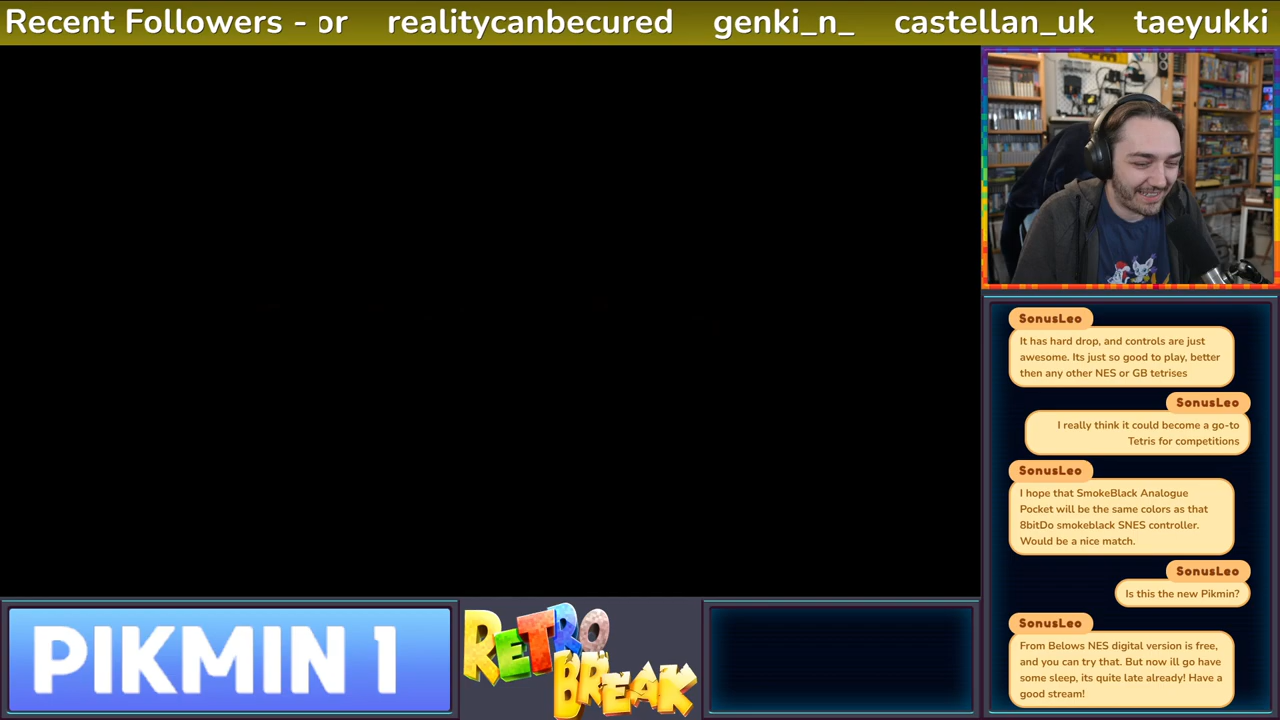 Recent Followers - or realitycanbecured genki_n_ castellan_uk taeyukki
SonusLeo
It has hard drop, and controls are just
awesome. Its just so good to play, better
then any other NES or GB tetrises
SonusLeo
I really think it could become a go-to
Tetris for competitions
SonusLeo
I hope that SmokeBlack Analogue
Pocket will be the same colors as that
8bitDo smokeblack SNES controller.
Would be a nice match.
SonusLeo
Is this the new Pikmin?
SonusLeo
From Belows NES digital version is free,
and you can try that. But now ill go have
some sleep, its quite late already! Have a
good stream!
PIKMIN 1
RETRO
BREAK